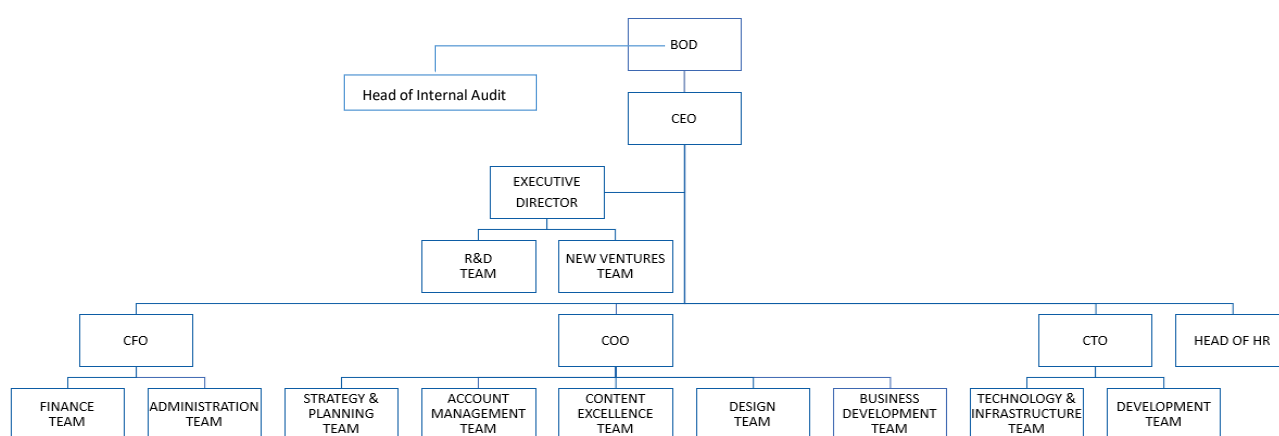 BOD
Head of Internal Audit
CEO
EXECUTIVE
DIRECTOR
R&D
TEAM
NEW VENTURES
TEAM
CFO
COO
CTO
HEAD OF HR
FINANCE
TEAM
ADMINISTRATION
TEAM
STRATEGY &
PLANNING
TEAM
ACCOUNT
MANAGEMENT
TEAM
CONTENT
EXCELLENCE
TEAM
DESIGN
TEAM
BUSINESS
DEVELOPMENT
TEAM
TECHNOLOGY &
INFRASTRUCTURE
TEAM
DEVELOPMENT
TEAM